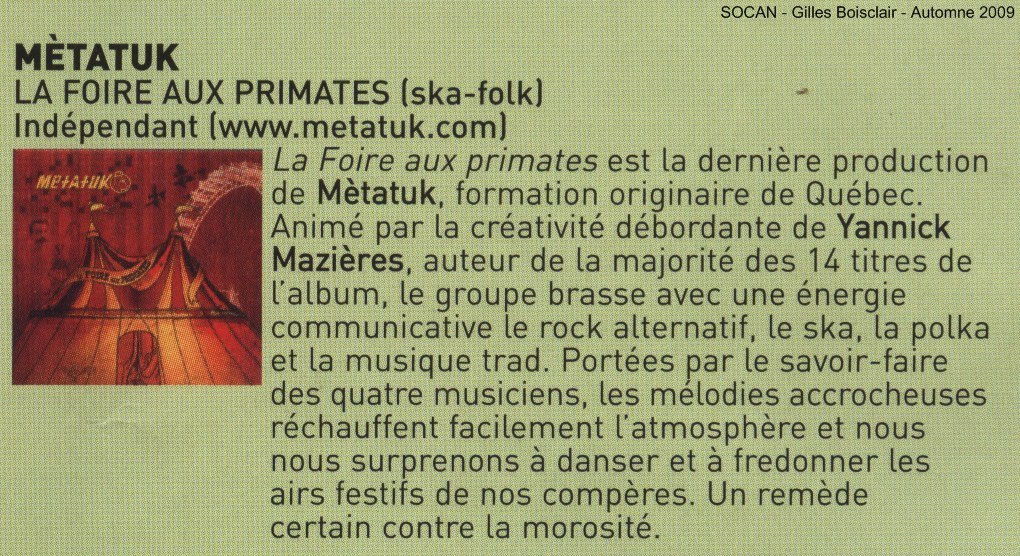 SOCAN - Gilles Boisclair - Automne 2009
MÈTATUK
LA FOIRE AUX PRIMATES (ska-folk)
Indépendant (www.metatuk.com)
METATUK
FOIRE aux PRIMATES
La Foire aux primates est la dernière production
de Mètatuk, formation originaire de Québec.
Animé par la créativité débordante de Yannick
Mazières, auteur de la majorité des 14 titres de
l'album, le groupe brasse avec une énergie
communicative le rock alternatif, le ska, la polka
et la musique trad. Portées par le savoir-faire
des quatre musiciens, les mélodies accrocheuses
réchauffent facilement l'atmosphère et nous
nous surprenons à danser et à fredonner les
airs festifs de nos compères. Un remède
certain contre la morosité.